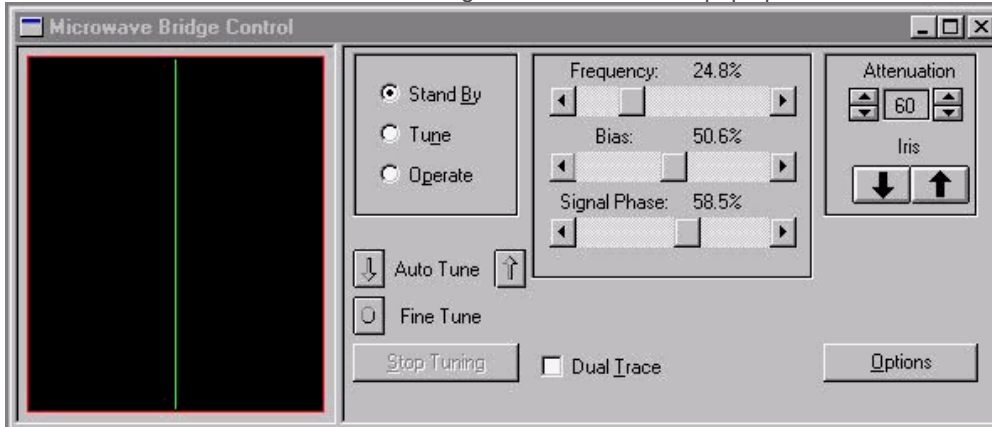 Microwave Bridge Control
Stand By
Tune
Operate
Frequency: 24.8%
Bias: 50.6%
Signal Phase: 58.5%
Attenuation
60
Iris
Auto Tune
Fine Tune
Stop Tuning
Dual Trace
Options